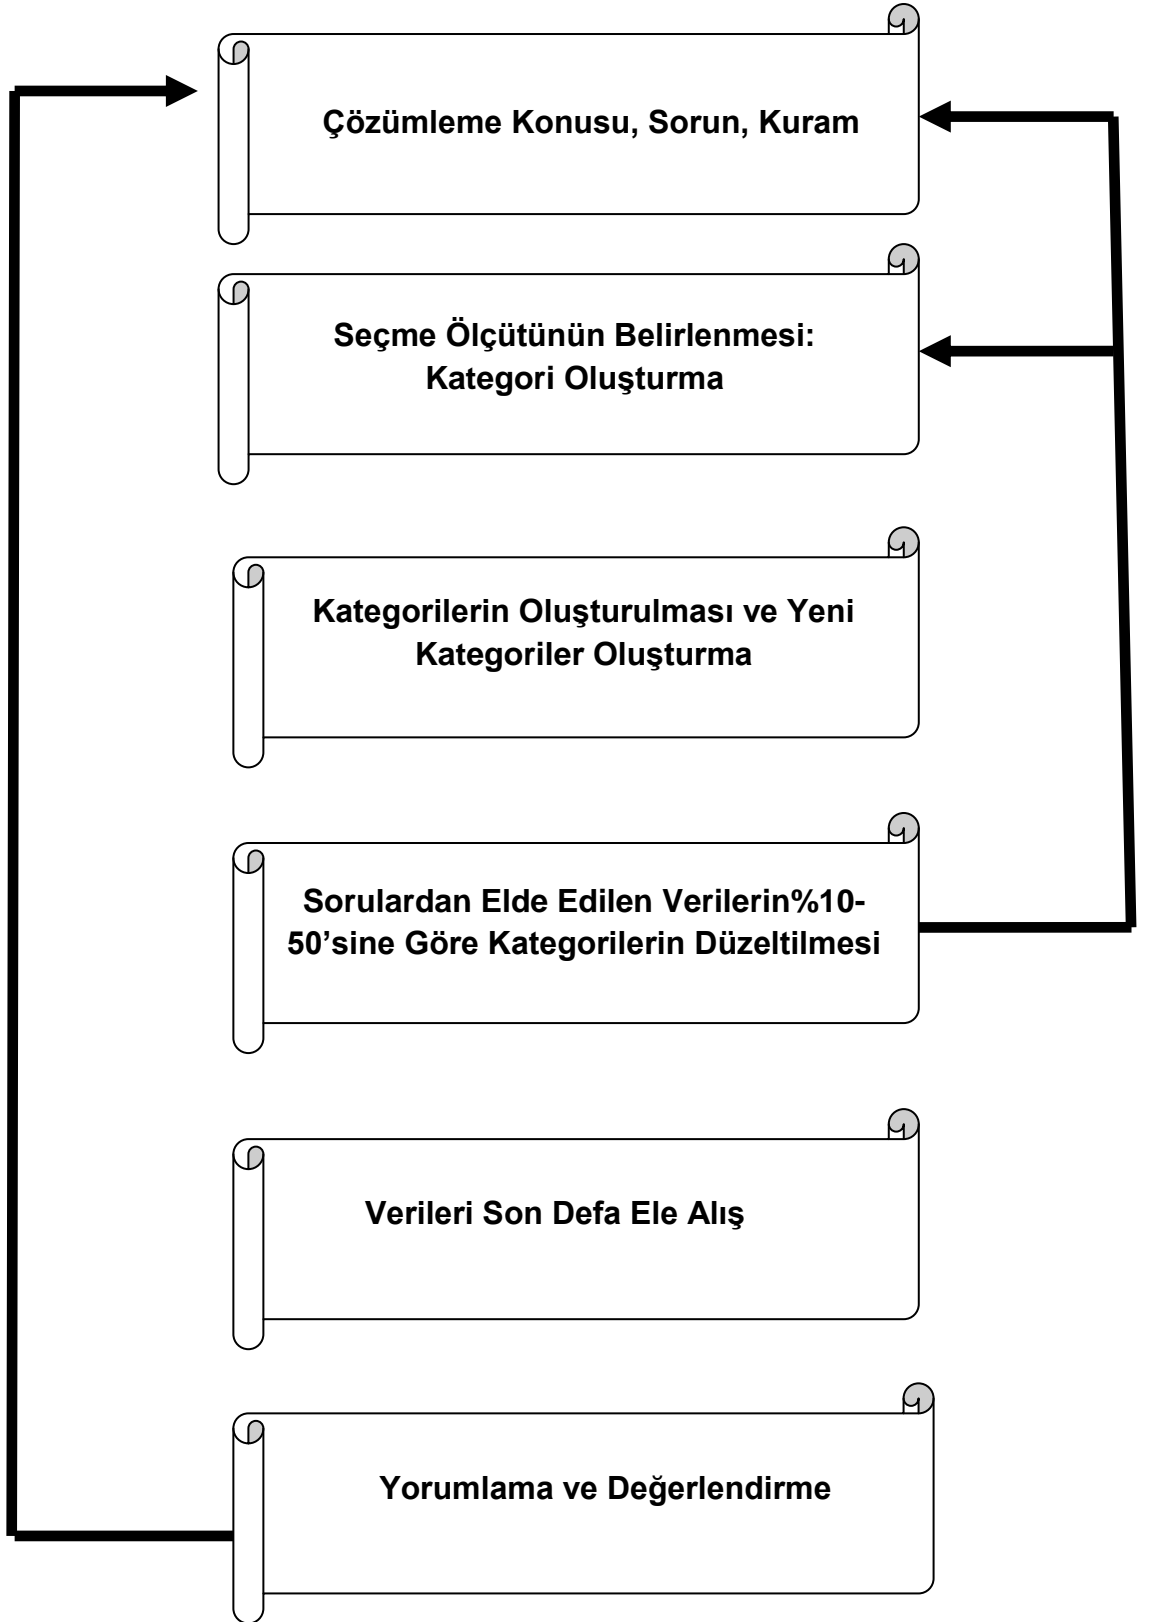 Çözümleme Konusu, Sorun, Kuram
Seçme Ölçütünün Belirlenmesi:
Kategori Oluşturma
Kategorilerin Oluşturulması ve Yeni
Kategoriler Oluşturma
Sorulardan Elde Edilen Verilerin%10-
50’sine Göre Kategorilerin Düzeltilmesi
Verileri Son Defa Ele Alış
Yorumlama ve Değerlendirme